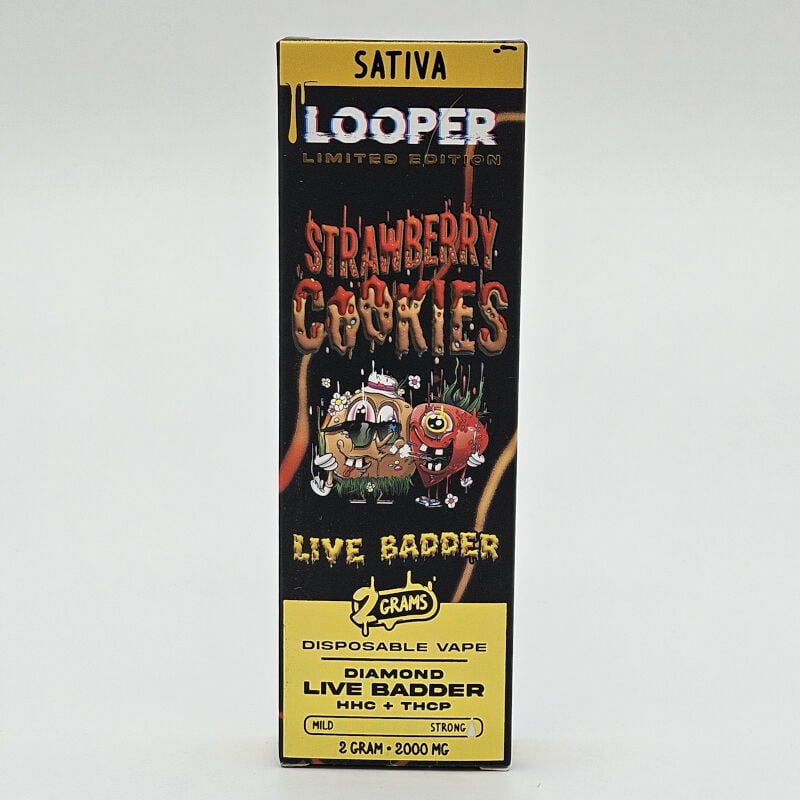 SATIVA
LOOPER
LIMITED EDITION
STRAWBERRY
COOKIES
LIVE BADDER
2 GRAMS
DISPOSABLE VAPE
DIAMOND
LIVE BADDER
HHC + THCP
MILD STRONG
2 GRAM • 2000 MG